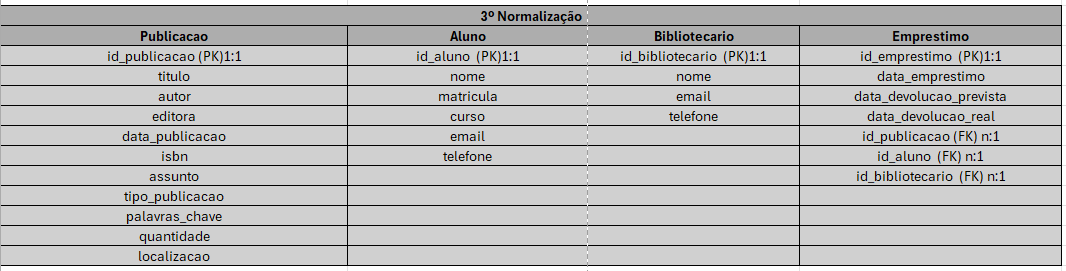 3º Normalização
Publicacao Aluno Bibliotecario Emprestimo
id_publicacao (PK)1:1 id_aluno (PK)1:1 id_bibliotecario (PK)1:1 id_emprestimo (PK)1:1
titulo nome nome data_emprestimo
autor matricula email data_devolucao_prevista
editora curso telefone data_devolucao_real
data_publicacao email id_publicacao (FK) n:1
isbn telefone id_aluno (FK) n:1
assunto id_bibliotecario (FK) n:1
tipo_publicacao
palavras_chave
quantidade
localizacao